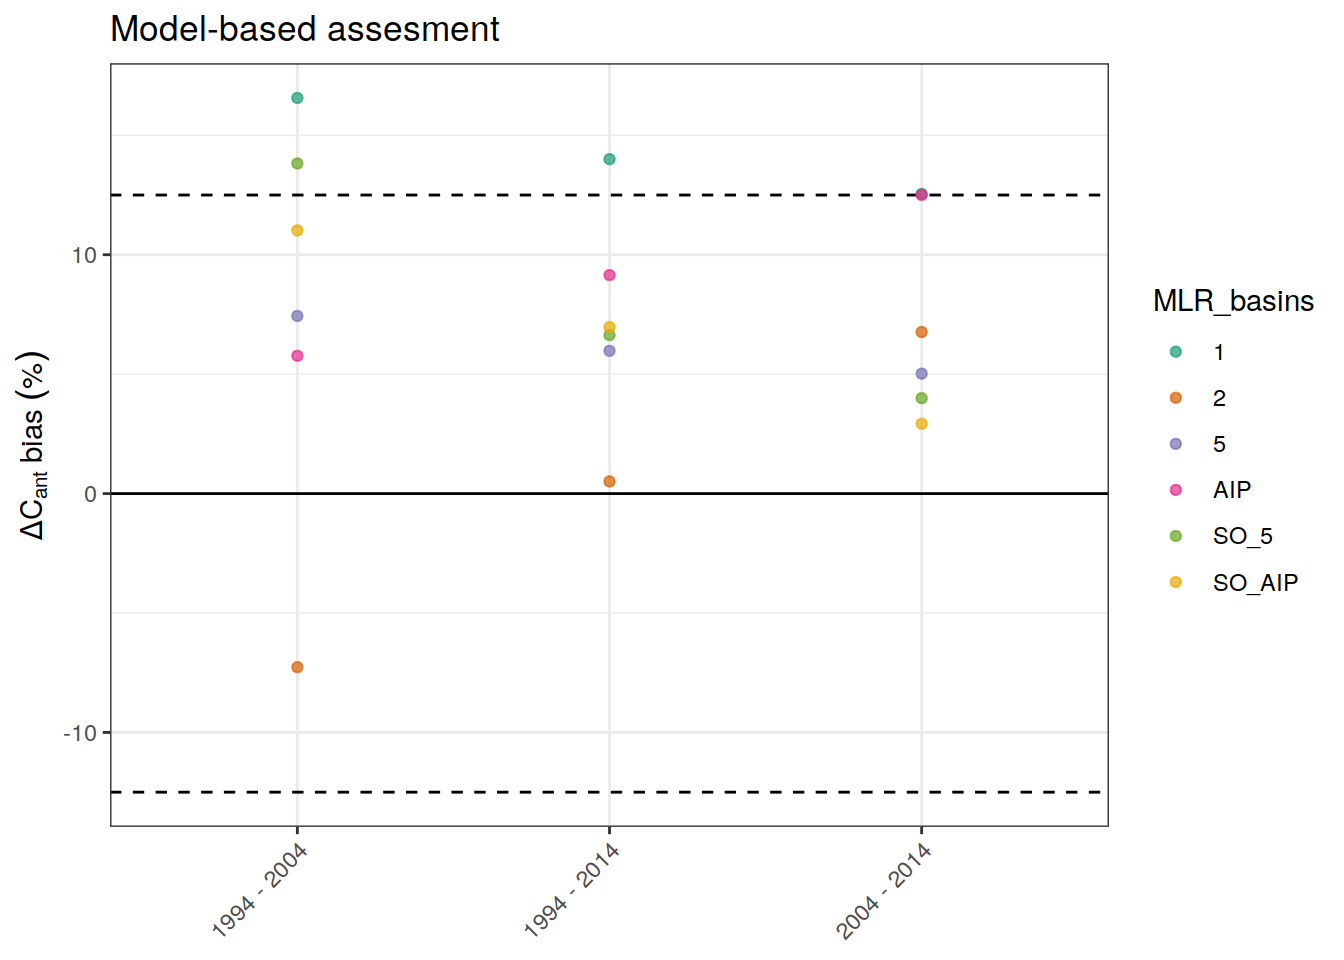 Model-based assesment
ΔCant bias (%)
10
0
-10
1994 - 2004
1994 - 2014
2004 - 2014
MLR_basins
1
2
5
AIP
SO_5
SO_AIP